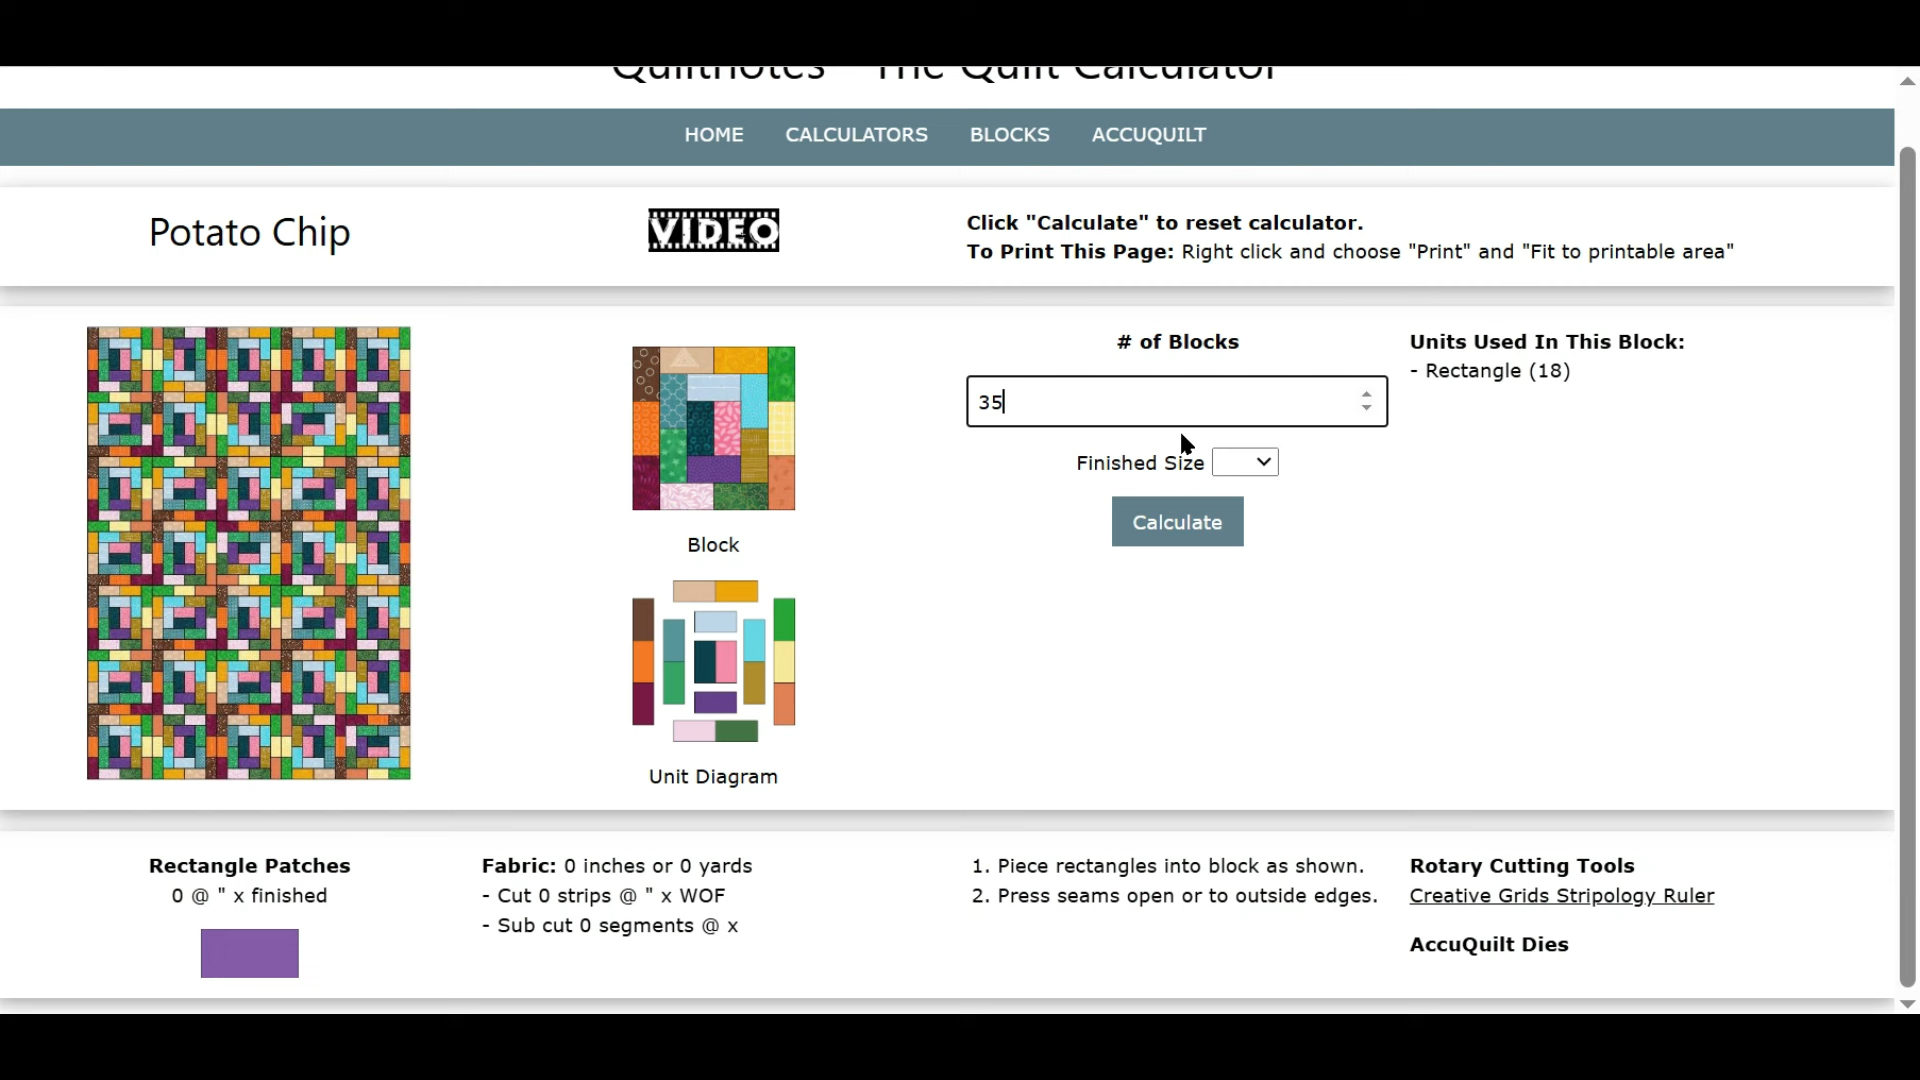 Quiltnotes - The Quilt Calculator
HOME CALCULATORS BLOCKS ACCUQUILT
Potato Chip
VIDEO
Click "Calculate" to reset calculator.
To Print This Page: Right click and choose "Print" and "Fit to printable area"
# of Blocks
35
Finished Size
Calculate
Units Used In This Block:
- Rectangle (18)
Block
Unit Diagram
Rectangle Patches
0 @ " x finished
Fabric: 0 inches or 0 yards
- Cut 0 strips @ " x WOF
- Sub cut 0 segments @ x
1. Piece rectangles into block as shown.
2. Press seams open or to outside edges.
Rotary Cutting Tools
Creative Grids Stripology Ruler
AccuQuilt Dies